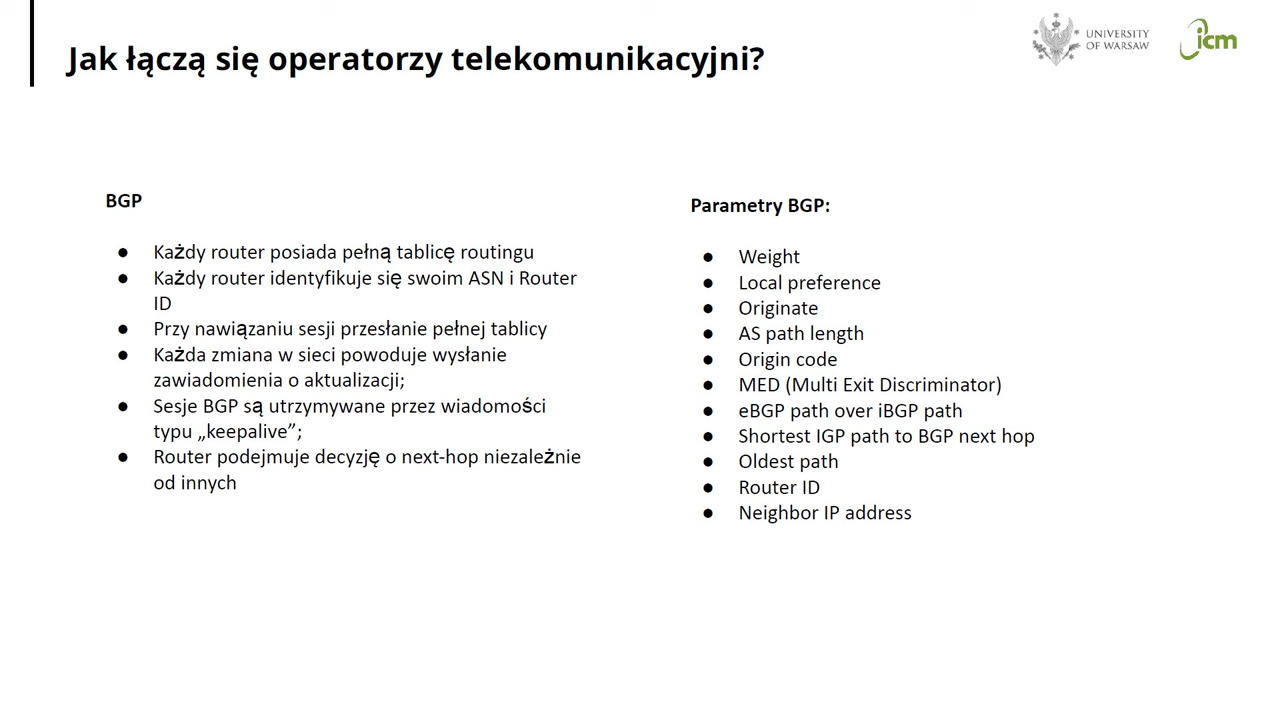 Jak łączą się operatorzy telekomunikacyjni?
UNIVERSITY
OF WARSAW
icm
BGP
● Każdy router posiada pełną tablicę routingu
● Każdy router identyfikuje się swoim ASN i Router
ID
● Przy nawiązaniu sesji przesłanie pełnej tablicy
● Każda zmiana w sieci powoduje wysłanie
zawiadomienia o aktualizacji;
● Sesje BGP są utrzymywane przez wiadomości
typu „keepalive”;
● Router podejmuje decyzję o next-hop niezależnie
od innych
Parametry BGP:
● Weight
● Local preference
● Originate
● AS path length
● Origin code
● MED (Multi Exit Discriminator)
● eBGP path over iBGP path
● Shortest IGP path to BGP next hop
● Oldest path
● Router ID
● Neighbor IP address